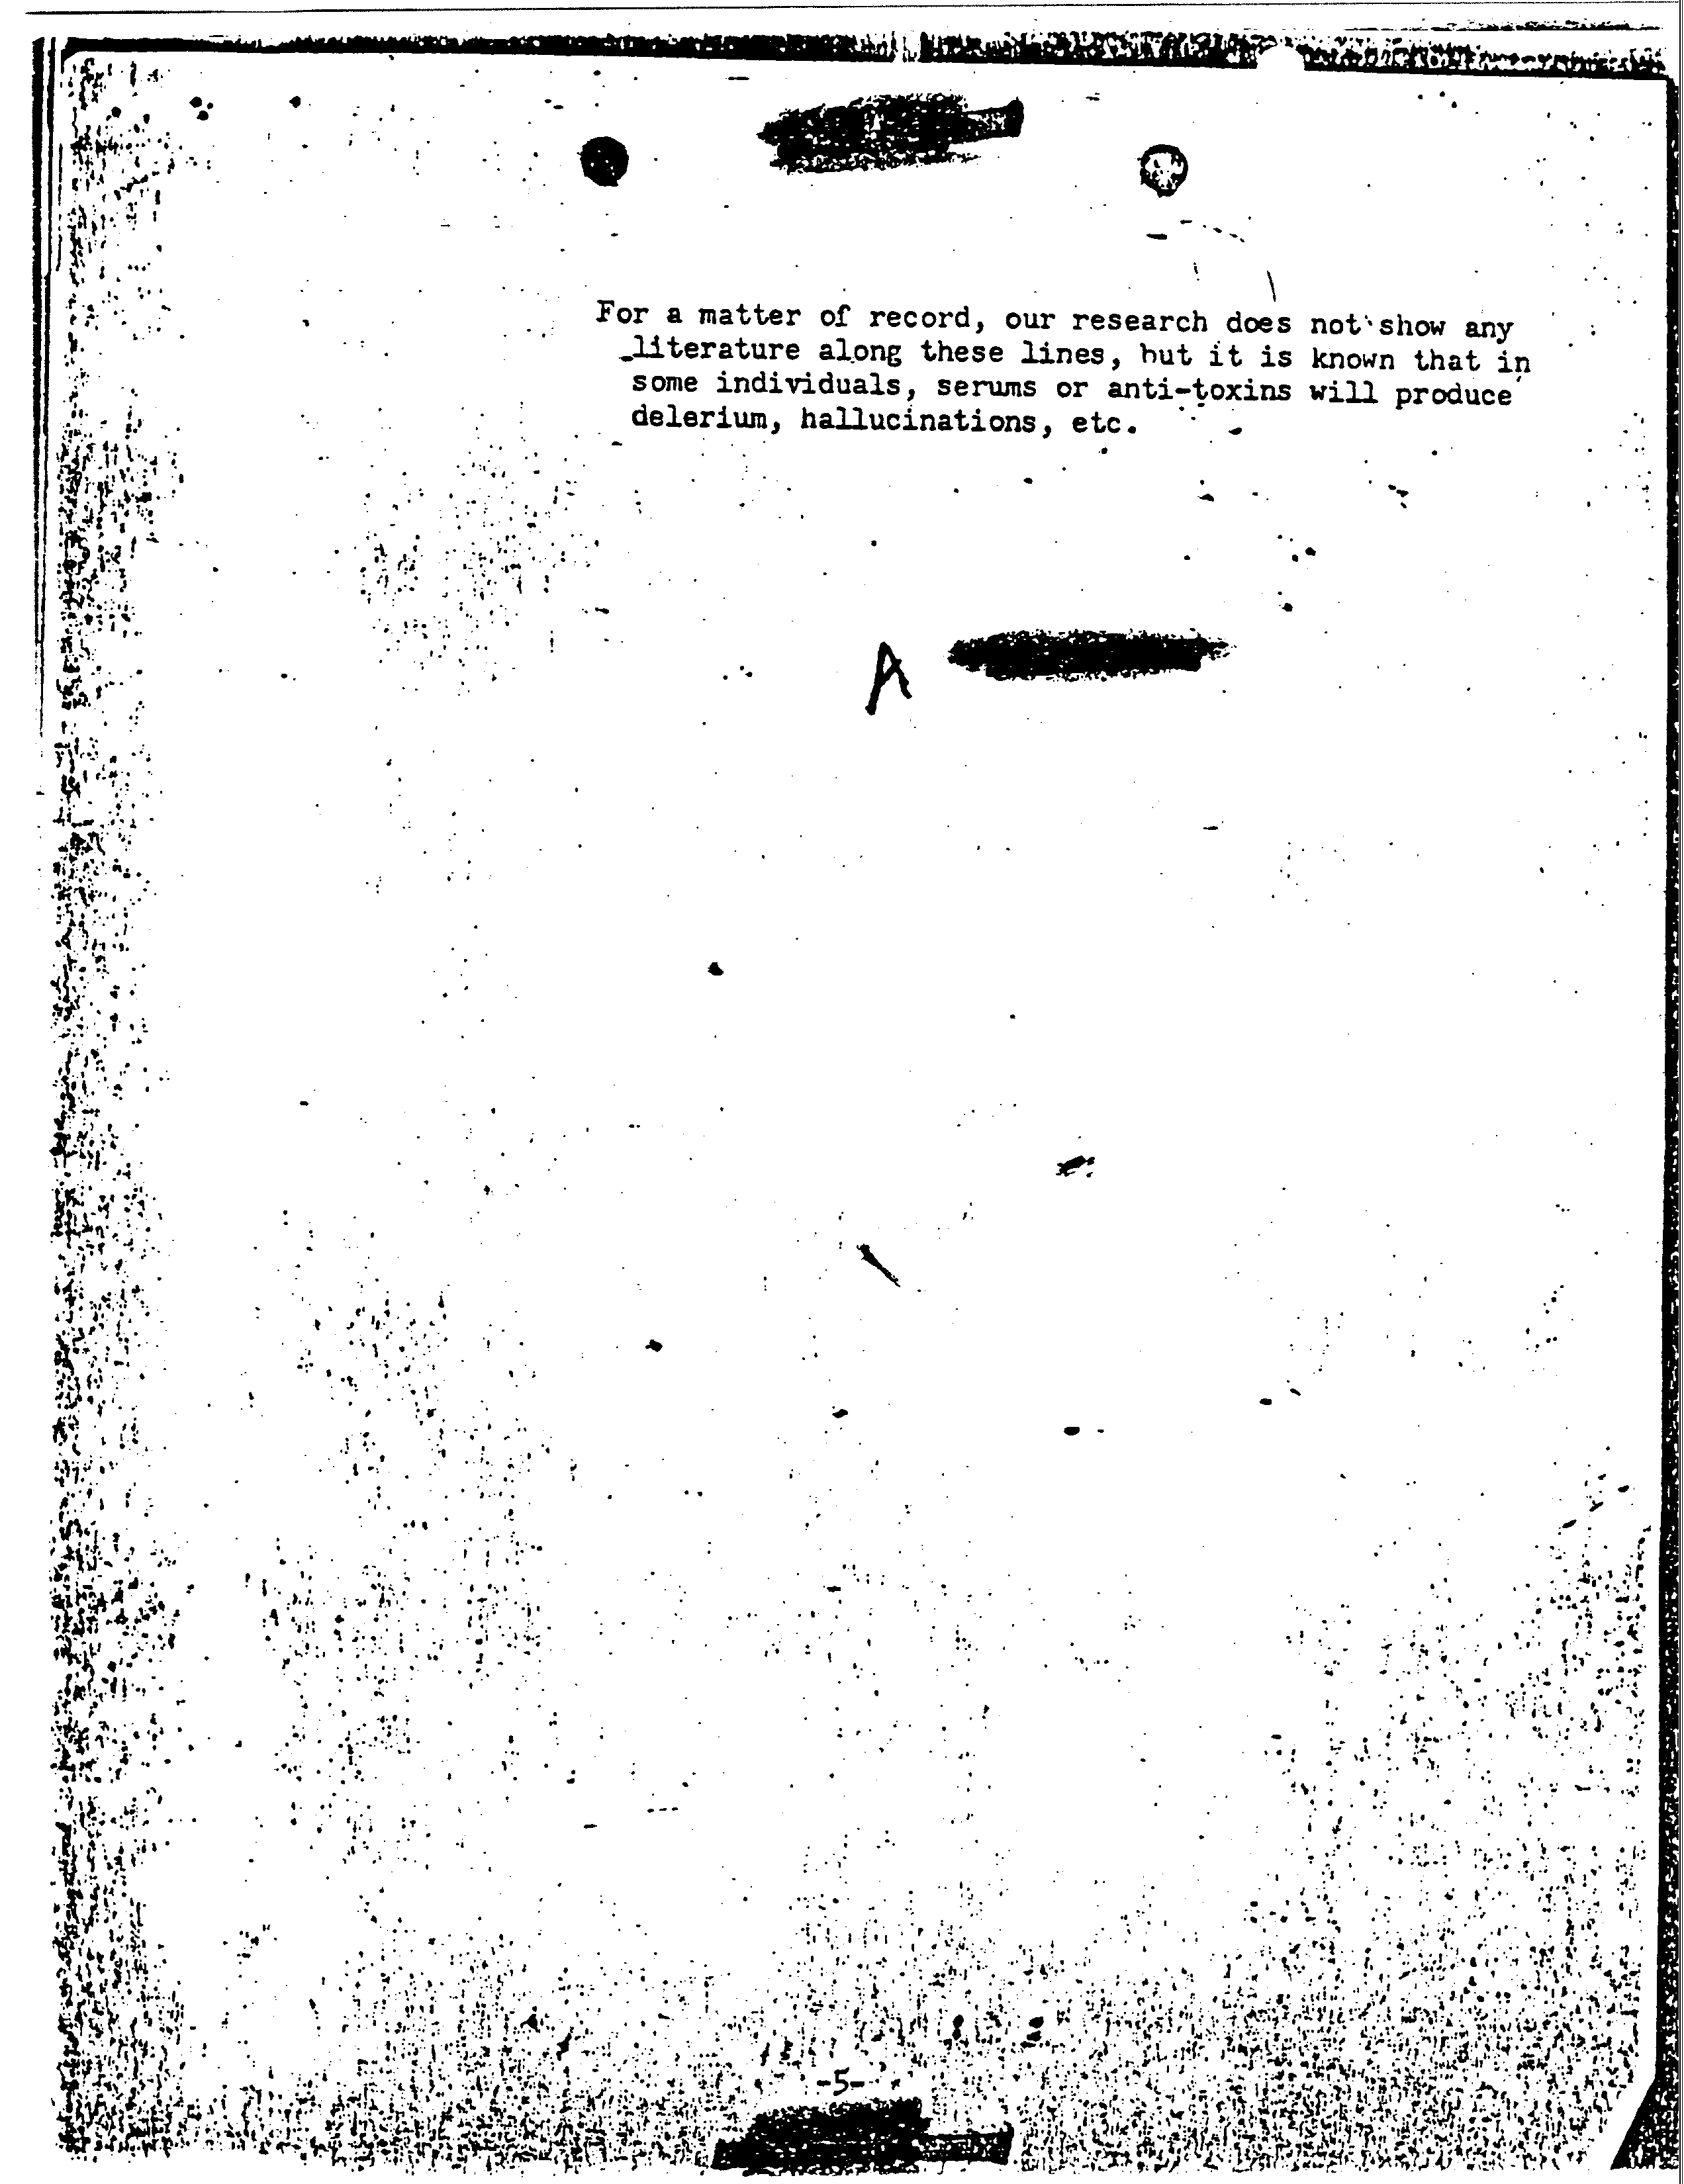 For a matter of record, our research does not show any
literature along these lines, but it is known that in
some individuals, serums or anti-toxins will produce
delerium, hallucinations, etc.
A
-5-